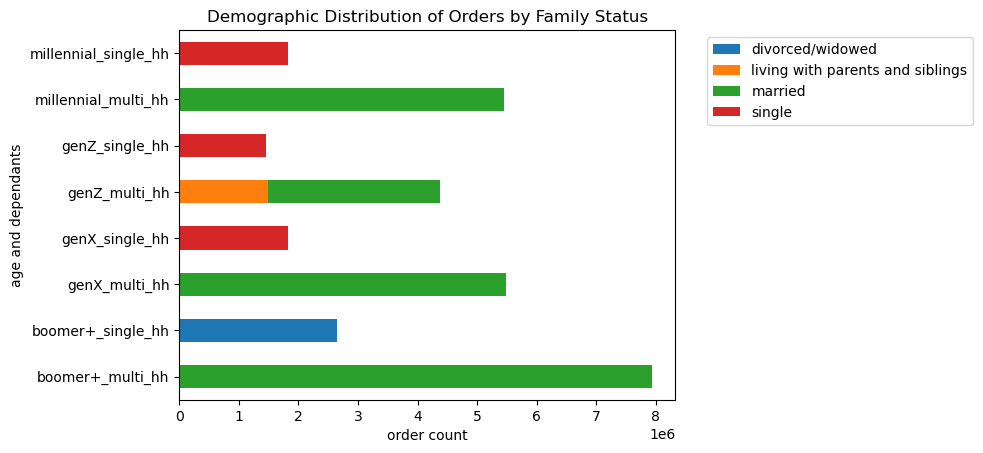 Demographic Distribution of Orders by Family Status
millennial_single_hh
millennial_multi_hh
genZ_single_hh
genZ_multi_hh
genX_single_hh
genX_multi_hh
boomer+_single_hh
boomer+_multi_hh
age and dependants
0 1 2 3 4 5 6 7 8
1e6
order count
divorced/widowed
living with parents and siblings
married
single